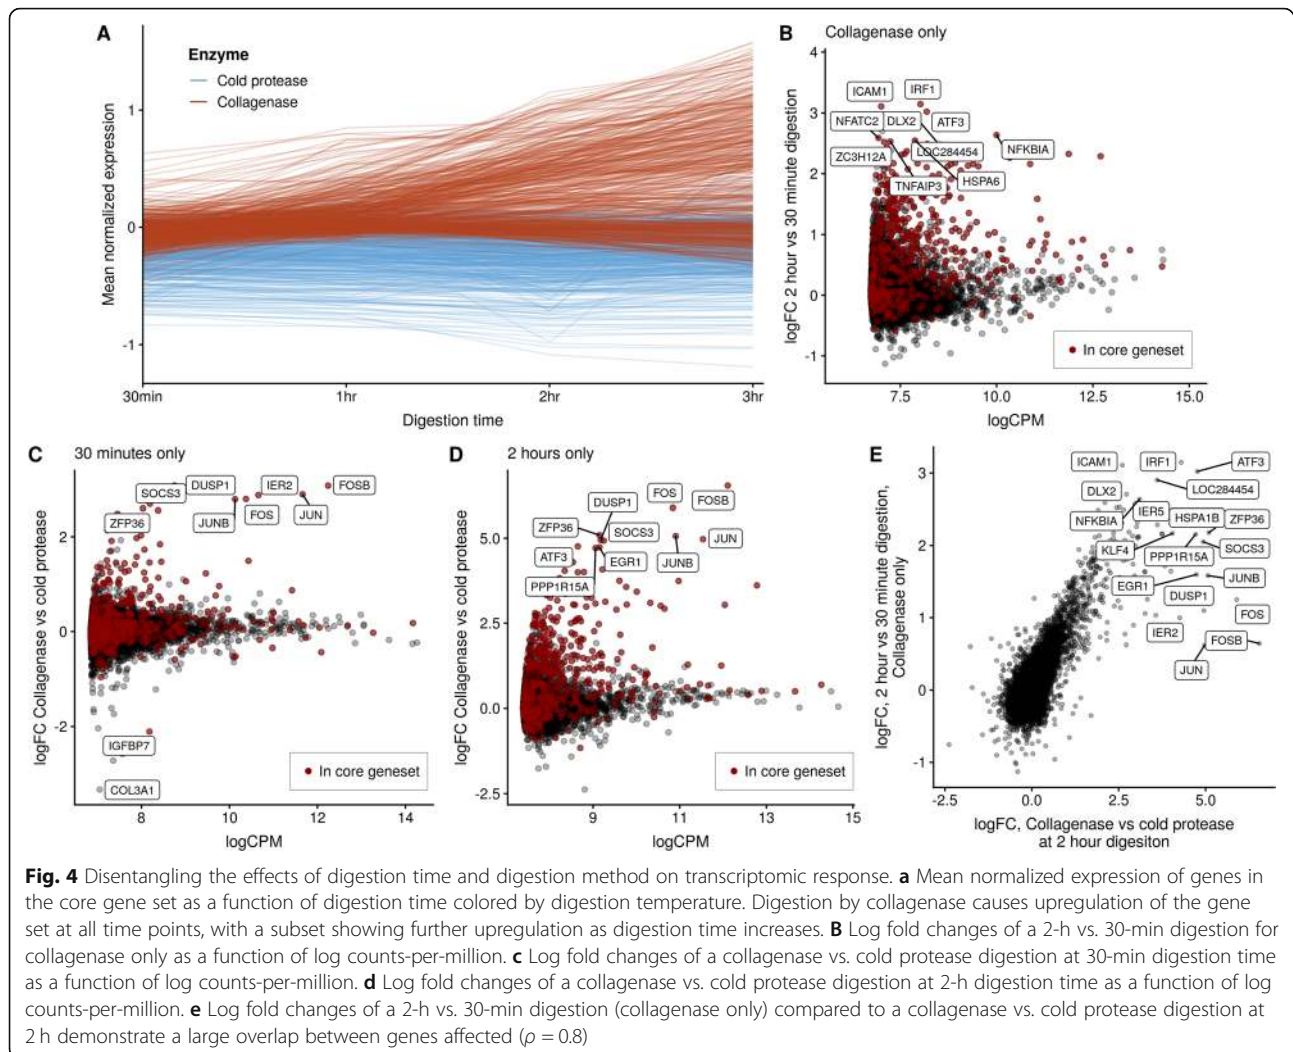 A
Enzyme
Cold protease
Collagenase
Mean normalized expression
1
0
-1
30min
1hr
2hr
3hr
Digestion time
B
Collagenase only
logFC 2 hour vs 30 minute digestion
4
3
2
1
0
-1
ICAM1
IRF1
NFATC2
DLX2
ATF3
ZC3H12A
LOC284454
NFKBIA
TNFAIP3
HSPA6
In core geneset
7.5
10.0
12.5
15.0
logCPM
C
30 minutes only
logFC Collagenase vs cold protease
2
0
-2
SOCS3
DUSP1
IER2
FOSB
ZFP36
JUNB
FOS
JUN
IGFBP7
COL3A1
In core geneset
8
10
12
14
logCPM
D
2 hours only
logFC Collagenase vs cold protease
5.0
2.5
0.0
-2.5
FOS
FOSB
DUSP1
ZFP36
SOCS3
JUN
ATF3
EGR1
JUNB
PPP1R15A
In core geneset
9
11
13
15
logCPM
E
logFC, 2 hour vs 30 minute digestion,
Collagenase only
3
2
1
0
-1
ICAM1
IRF1
ATF3
DLX2
LOC284454
NFKBIA
IER5
HSPA1B
ZFP36
KLF4
PPP1R15A
SOCS3
EGR1
DUSP1
JUNB
FOS
IER2
FOSB
JUN
-2.5
0.0
2.5
5.0
logFC, Collagenase vs cold protease
at 2 hour digesiton
Fig. 4 Disentangling the effects of digestion time and digestion method on transcriptomic response. a Mean normalized expression of genes in
the core gene set as a function of digestion time colored by digestion temperature. Digestion by collagenase causes upregulation of the gene
set at all time points, with a subset showing further upregulation as digestion time increases. B Log fold changes of a 2-h vs. 30-min digestion for
collagenase only as a function of log counts-per-million. c Log fold changes of a collagenase vs. cold protease digestion at 30-min digestion time
as a function of log counts-per-million. d Log fold changes of a collagenase vs. cold protease digestion at 2-h digestion time as a function of log
counts-per-million. e Log fold changes of a 2-h vs. 30-min digestion (collagenase only) compared to a collagenase vs. cold protease digestion at
2 h demonstrate a large overlap between genes affected (ρ = 0.8)